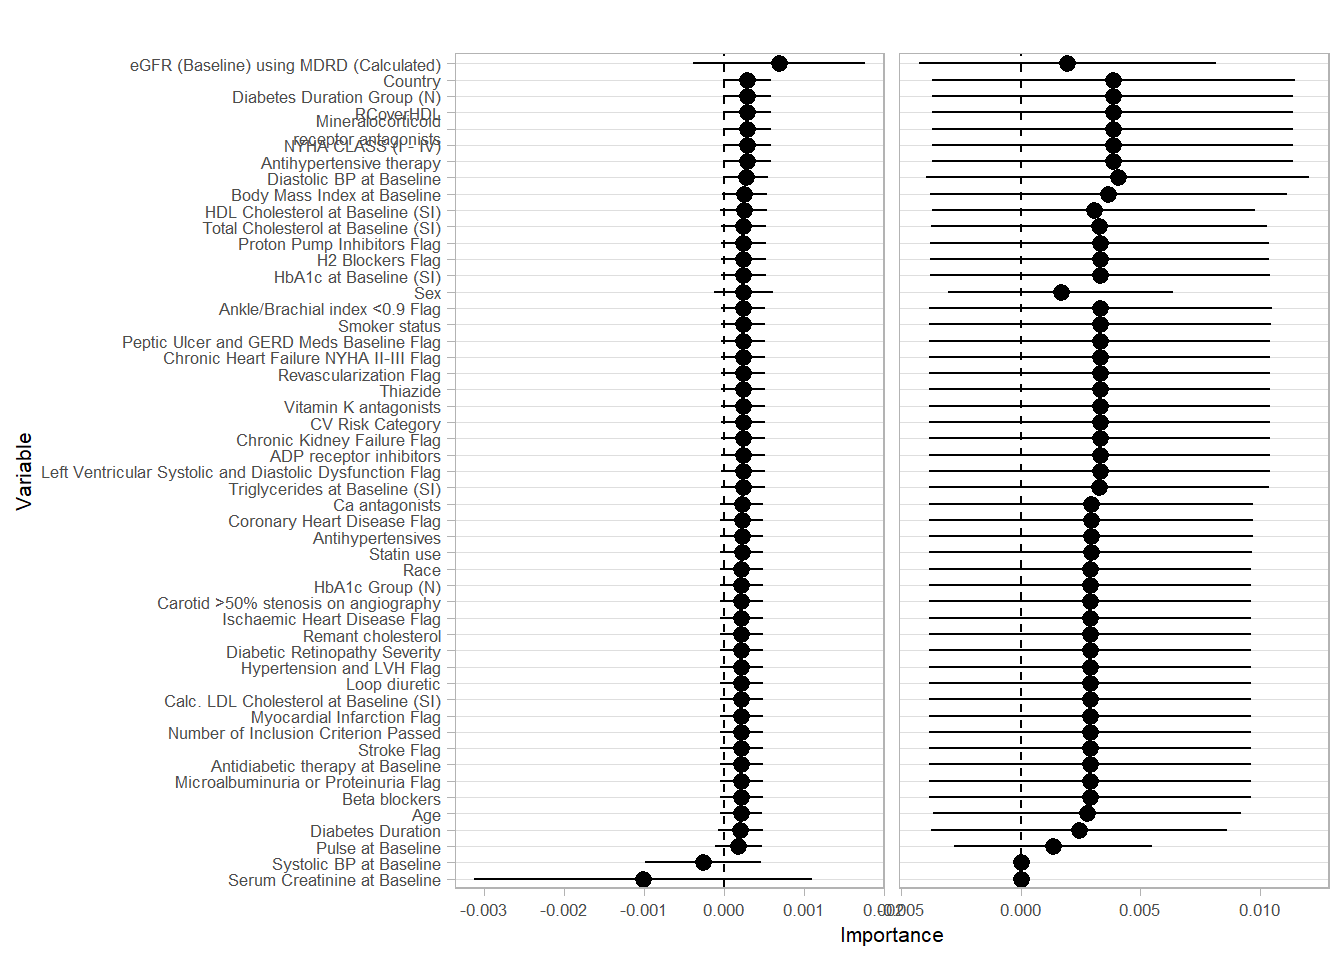 eGFR (Baseline) using MDRD (Calculated)
Country
Diabetes Duration Group (N)
RCoverHDL
Mineralocorticoid
receptor antagonists
NYHA CLASS (I - IV)
Antihypertensive therapy
Diastolic BP at Baseline
Body Mass Index at Baseline
HDL Cholesterol at Baseline (SI)
Total Cholesterol at Baseline (SI)
Proton Pump Inhibitors Flag
H2 Blockers Flag
HbA1c at Baseline (SI)
Sex
Ankle/Brachial index <0.9 Flag
Smoker status
Peptic Ulcer and GERD Meds Baseline Flag
Chronic Heart Failure NYHA II-III Flag
Revascularization Flag
Thiazide
Vitamin K antagonists
CV Risk Category
Chronic Kidney Failure Flag
ADP receptor inhibitors
Left Ventricular Systolic and Diastolic Dysfunction Flag
Triglycerides at Baseline (SI)
Ca antagonists
Coronary Heart Disease Flag
Antihypertensives
Statin use
Race
HbA1c Group (N)
Carotid >50% stenosis on angiography
Ischaemic Heart Disease Flag
Remant cholesterol
Diabetic Retinopathy Severity
Hypertension and LVH Flag
Loop diuretic
Calc. LDL Cholesterol at Baseline (SI)
Myocardial Infarction Flag
Number of Inclusion Criterion Passed
Stroke Flag
Antidiabetic therapy at Baseline
Microalbuminuria or Proteinuria Flag
Beta blockers
Age
Diabetes Duration
Pulse at Baseline
Systolic BP at Baseline
Serum Creatinine at Baseline
Variable
-0.003 -0.002 -0.001 0.000 0.001 0.002 -0.005 0.000 0.005 0.010
Importance